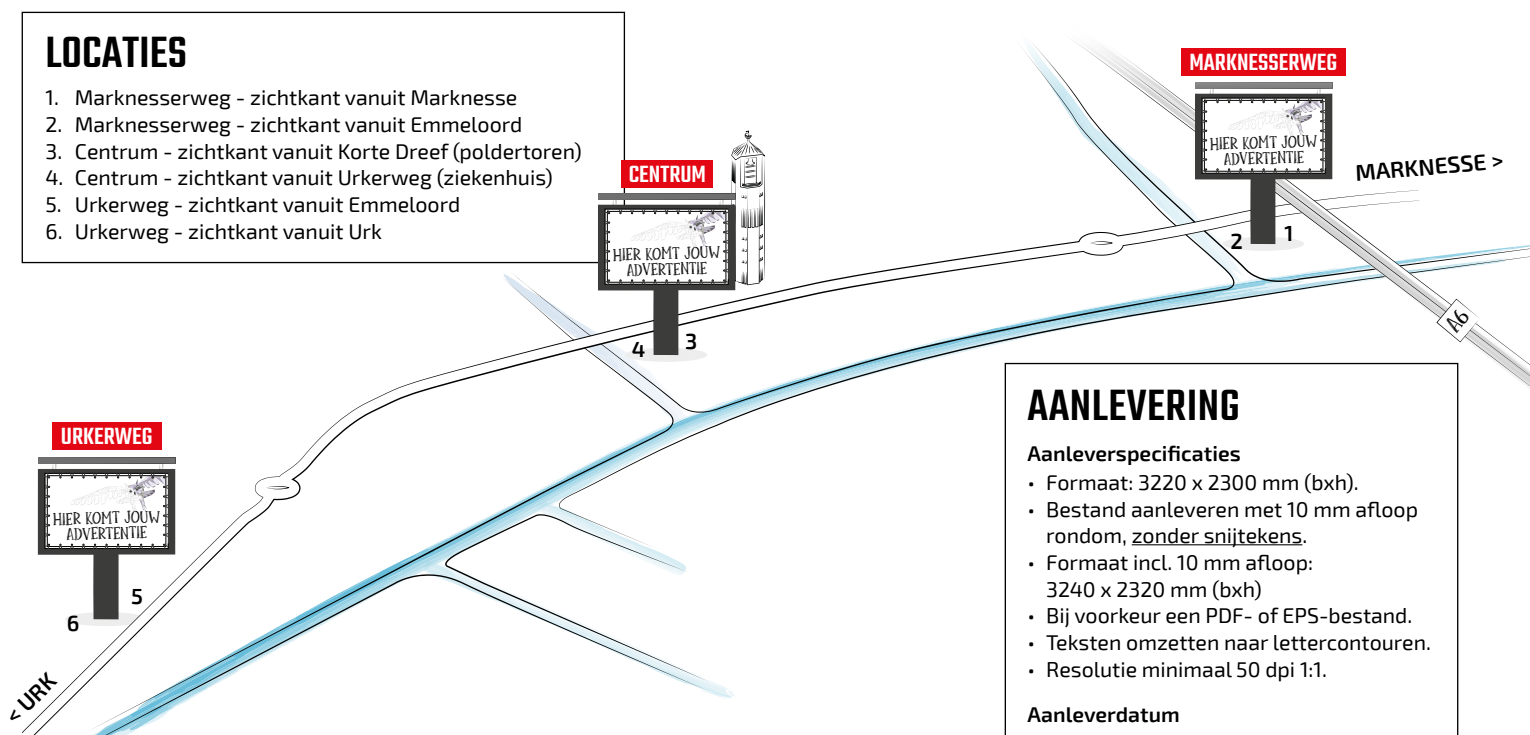 LOCATIES
1. Marknesserweg - zichtkant vanuit Marknesse
2. Marknesserweg - zichtkant vanuit Emmeloord
3. Centrum - zichtkant vanuit Korte Dreef (poldertoren)
4. Centrum - zichtkant vanuit Urkerweg (ziekenhuis)
5. Urkerweg - zichtkant vanuit Emmeloord
6. Urkerweg - zichtkant vanuit Urk
MARKNESSERWEG
HIER KOMT JOUW
ADVERTENTIE
MARKNESSE >
2
1
CENTRUM
HIER KOMT JOUW
ADVERTENTIE
4
3
A6
URKERWEG
HIER KOMT JOUW
ADVERTENTIE
5
6
< URK
AANLEVERING
Aanleverspecificaties
• Formaat: 3220 x 2300 mm (bxh).
• Bestand aanleveren met 10 mm afloop
rondom, zonder snijtekens.
• Formaat incl. 10 mm afloop:
3240 x 2320 mm (bxh)
• Bij voorkeur een PDF- of EPS-bestand.
• Teksten omzetten naar lettercontouren.
• Resolutie minimaal 50 dpi 1:1.
Aanleverdatum